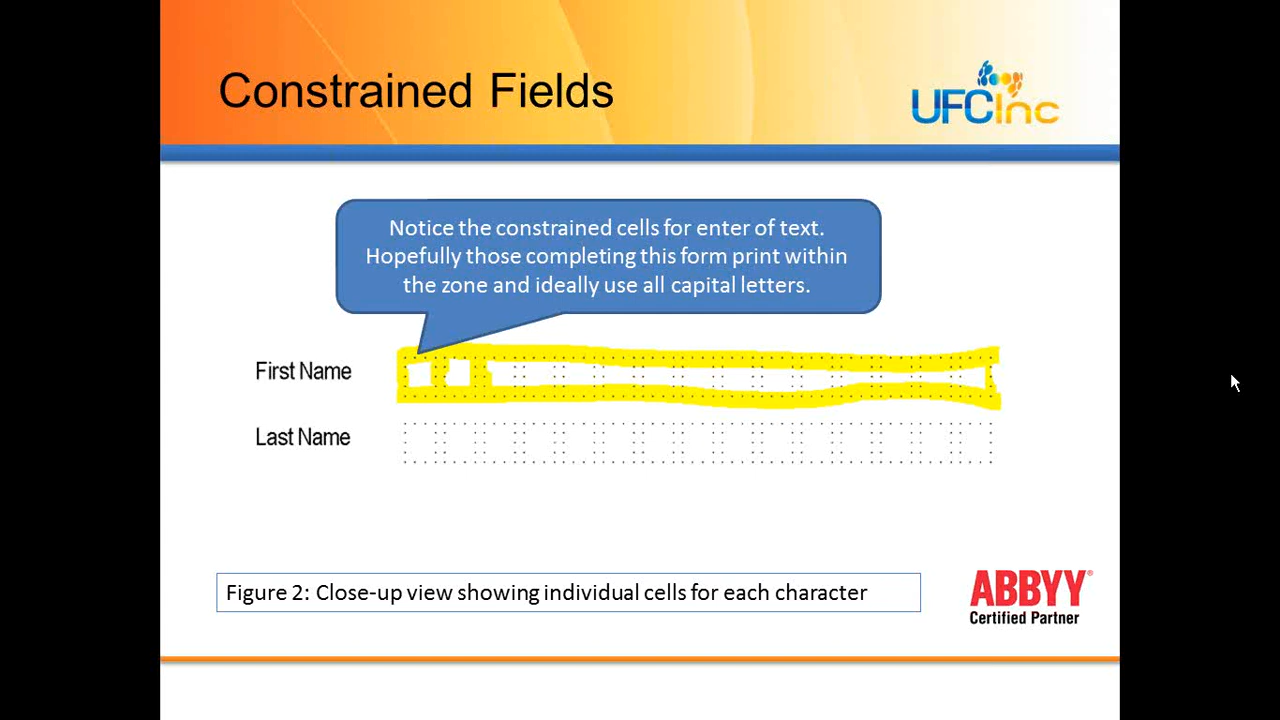 Constrained Fields
UFCInc
Notice the constrained cells for enter of text.
Hopefully those completing this form print within
the zone and ideally use all capital letters.
First Name
Last Name
Figure 2: Close-up view showing individual cells for each character
ABBYY®
Certified Partner